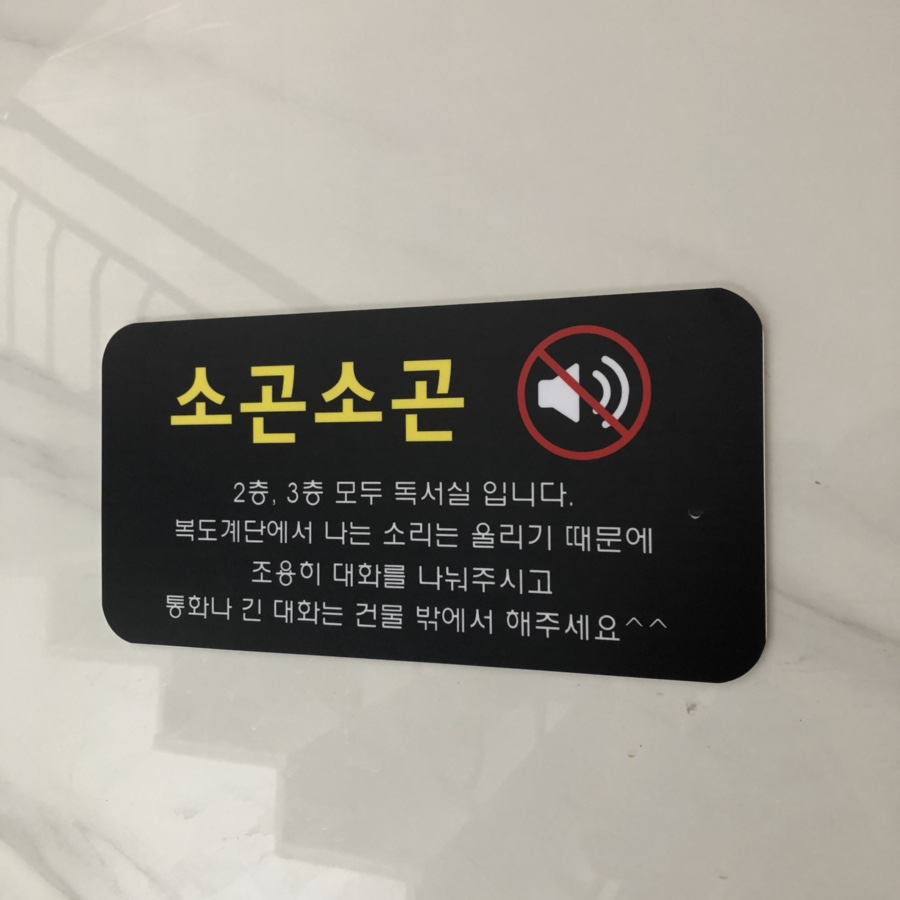 소곤소곤
2층, 3층 모두 독서실 입니다.
복도계단에서 나는 소리는 울리기 때문에
조용히 대화를 나눠주시고
통화나 긴 대화는 건물 밖에서 해주세요^^